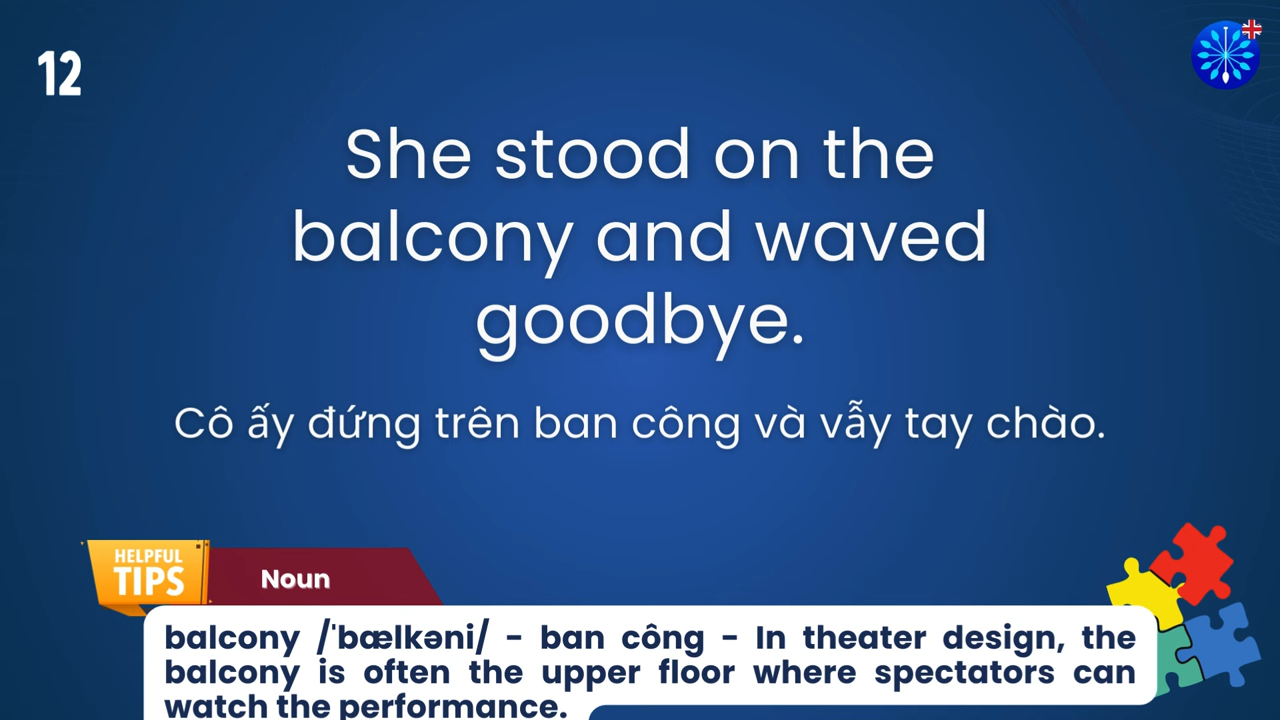 12
She stood on the
balcony and waved
goodbye.
Cô ấy đứng trên ban công và vẫy tay chào.
HELPFUL
TIPS
Noun
balcony /ˈbælkəni/ - ban công - In theater design, the
balcony is often the upper floor where spectators can
watch the performance.